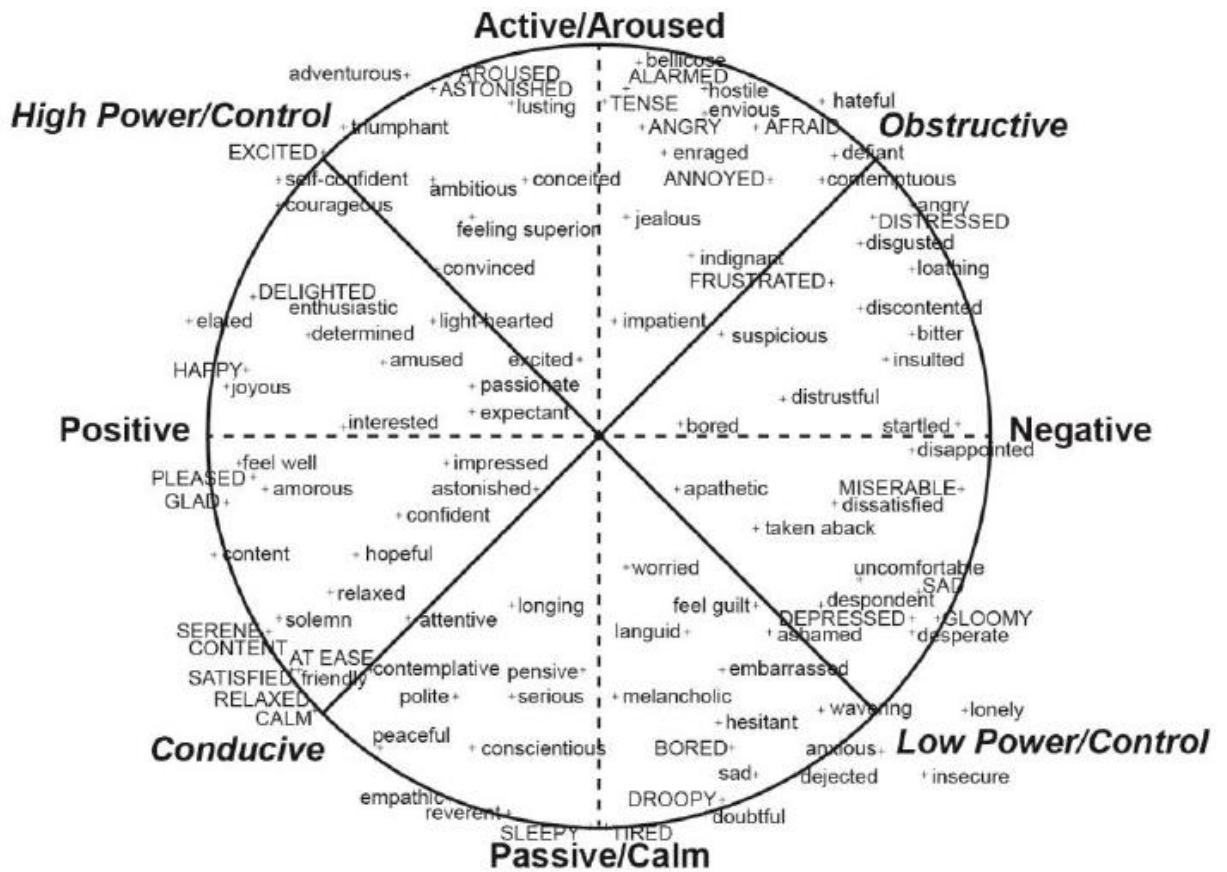 Active/Aroused
bellicose
adventurous
AROUSED
ALARMED
ASTONISHED
hostile
lusting
TENSE
envious
hateful
High Power/Control
triumphant
ANGRY
AFRAID
Obstructive
EXCITED
enraged
defiant
self-confident
ambitious
conceited
ANNOYED
contemptuous
courageous
angry
feeling superior
jealous
DISTRESSED
disgusted
convinced
indignant
loathing
FRUSTRATED
DELIGHTED
enthusiastic
discontented
elated
light-hearted
impatient
determined
suspicious
bitter
amused
excited
insulted
HAPPY
joyous
passionate
distrustful
expectant
interested
bored
startled
Positive
Negative
disappointed
feel well
impressed
PLEASED
amorous
astonished
apathetic
MISERABLE
GLAD
dissatisfied
confident
taken aback
content
hopeful
worried
uncomfortable
SAD
relaxed
longing
feel guilt
despondent
solemn
attentive
DEPRESSED
GLOOMY
SERENE
languid
ashamed
desperate
CONTENT
AT EASE
contemplative
pensive
embarrassed
SATISFIED
friendly
RELAXED
polite
serious
melancholic
wavering
lonely
CALM
hesitant
peaceful
Conducive
conscientious
BORED
anxious
Low Power/Control
sad
dejected
insecure
empathic
DROOPY
reverent
doubtful
SLEEPY
TIRED
Passive/Calm